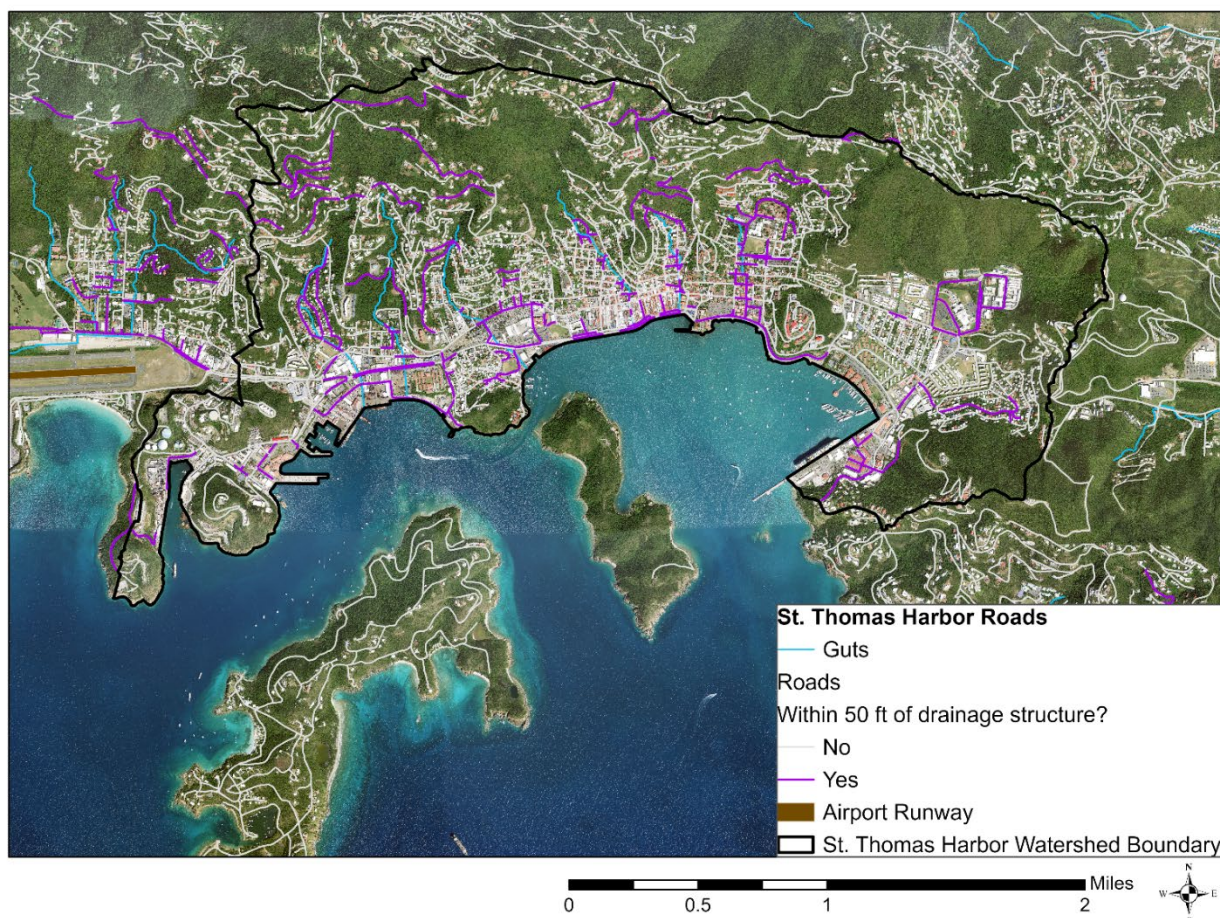 St. Thomas Harbor Roads
Guts
Roads
Within 50 ft of drainage structure?
No
Yes
Airport Runway
St. Thomas Harbor Watershed Boundary
Miles
0 0.5 1 2
N
W E